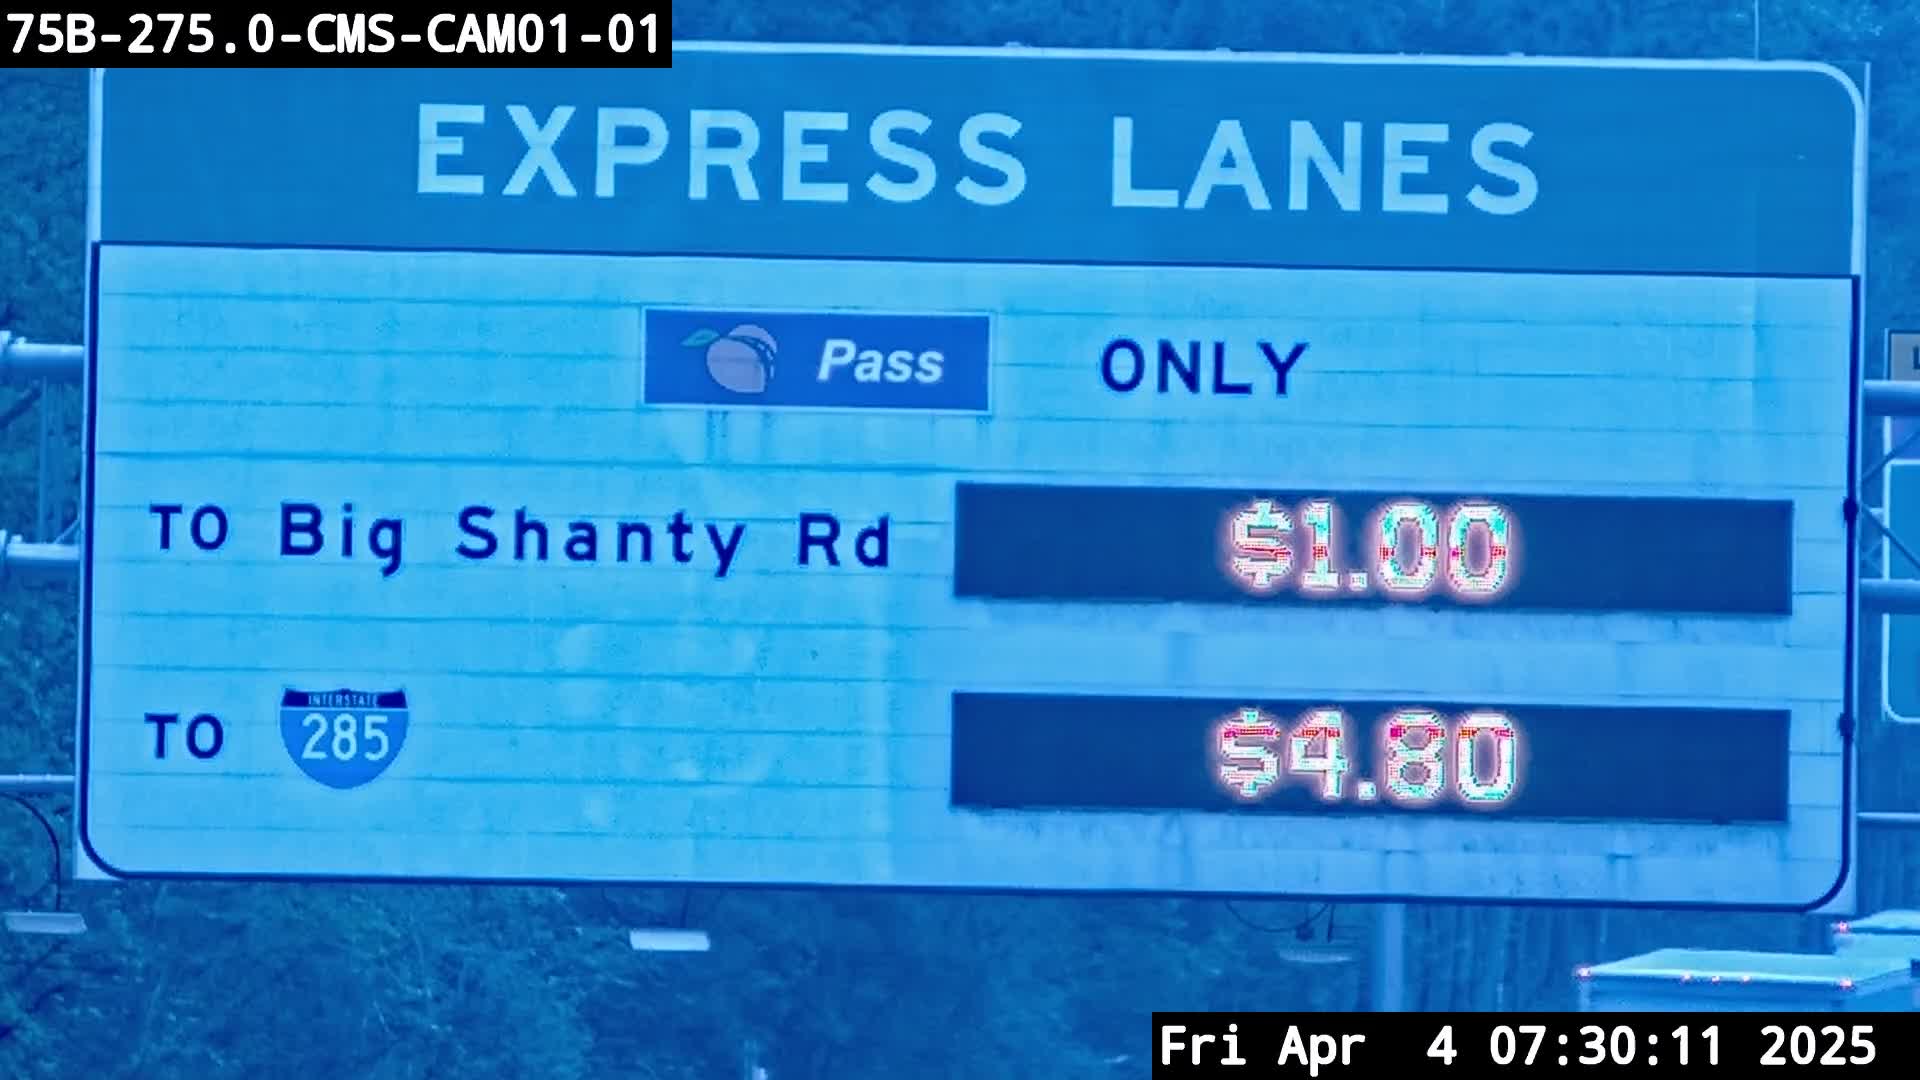 75B-275.0-CMS-CAM01-01
EXPRESS LANES
Pass ONLY
TO Big Shanty Rd $1.00
INTERSTATE
TO 285 $4.80
Fri Apr 4 07:30:11 2025